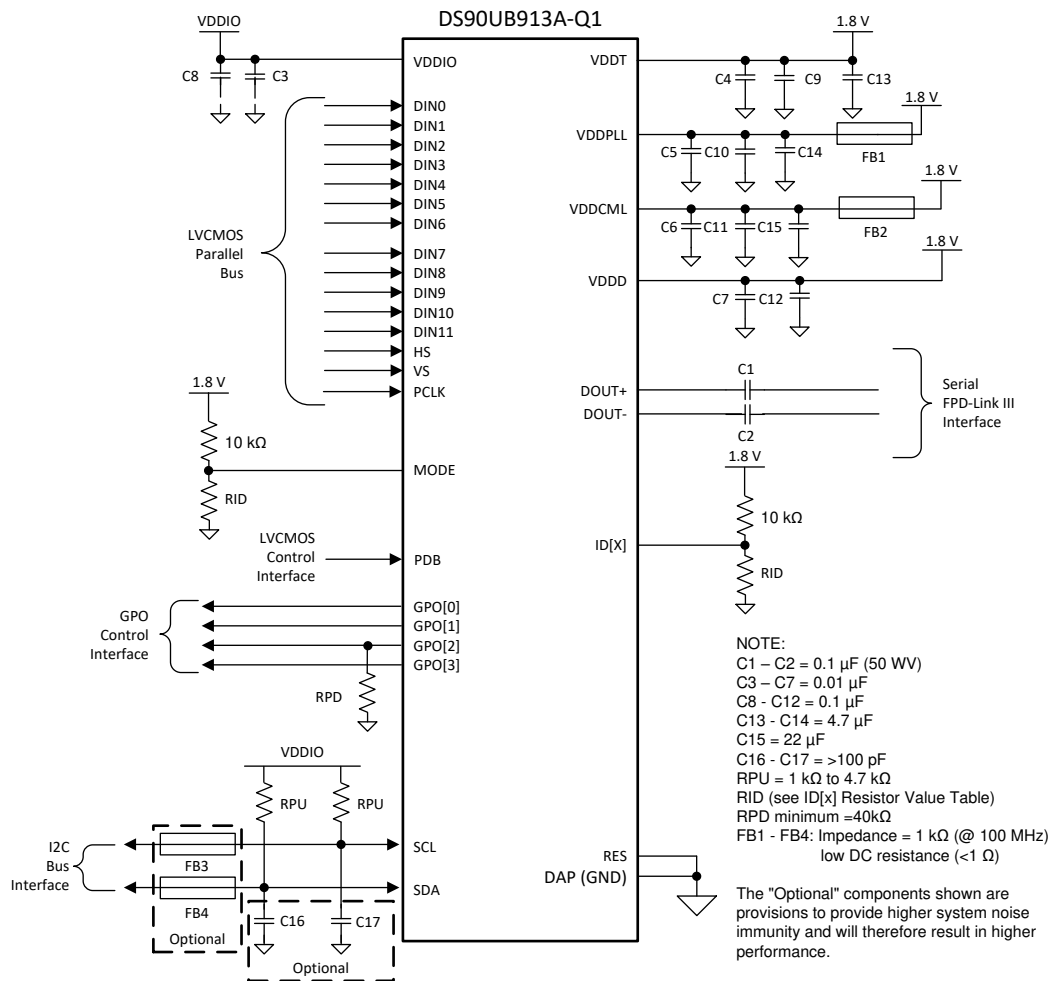 DS90UB913A-Q1
VDDIO
C8
C3
VDDIO
DIN0
DIN1
DIN2
DIN3
DIN4
DIN5
DIN6
DIN7
DIN8
DIN9
DIN10
DIN11
HS
VS
PCLK
LVCMOS
Parallel
Bus
1.8 V
10 kΩ
RID
MODE
LVCMOS
Control
Interface
PDB
GPO
Control
Interface
GPO[0]
GPO[1]
GPO[2]
GPO[3]
RPD
VDDIO
RPU
RPU
I2C
Bus
Interface
FB3
FB4
Optional
SCL
SDA
C16
C17
Optional
1.8 V
VDDT
C4
C9
C13
1.8 V
VDDPLL
C5
C10
C14
FB1
1.8 V
VDDCML
C6
C11
C15
FB2
1.8 V
VDDD
C7
C12
DOUT+
DOUT-
C1
C2
Serial
FPD-Link III
Interface
1.8 V
10 kΩ
ID[X]
RID
NOTE:
C1 – C2 = 0.1 µF (50 WV)
C3 – C7 = 0.01 µF
C8 - C12 = 0.1 µF
C13 - C14 = 4.7 µF
C15 = 22 µF
C16 - C17 = >100 pF
RPU = 1 kΩ to 4.7 kΩ
RID (see ID[x] Resistor Value Table)
RPD minimum =40kΩ
FB1 - FB4: Impedance = 1 kΩ (@ 100 MHz)
low DC resistance (<1 Ω)
The "Optional" components shown are
provisions to provide higher system noise
immunity and will therefore result in higher
performance.
RES
DAP (GND)